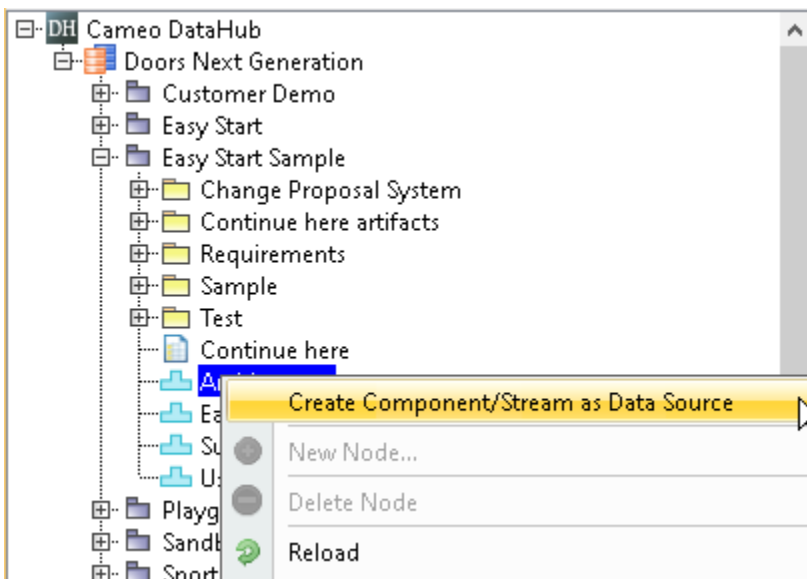 DH Cameo DataHub
Doors Next Generation
Customer Demo
Easy Start
Easy Start Sample
Change Proposal System
Continue here artifacts
Requirements
Sample
Test
Continue here
Create Component/Stream as Data Source
New Node...
Delete Node
Reload